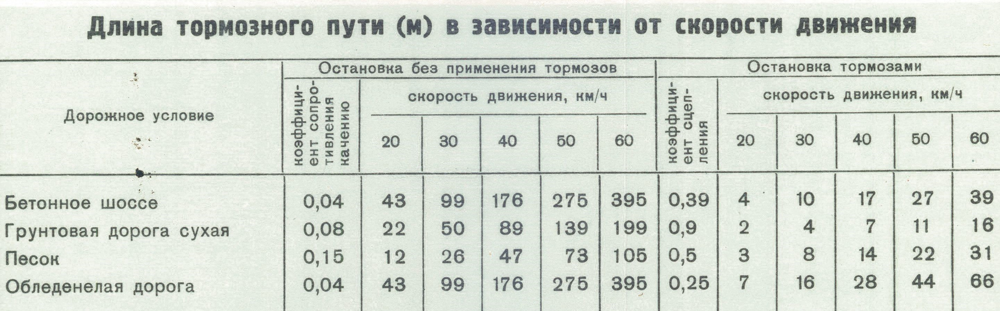 Длина тормозного пути (м) в зависимости от скорости движения
Дорожное условие
Остановка без применения тормозов
Остановка тормозами
коэффици-
ент сопро-
тивления
качению
скорость движения, км/ч
20 30 40 50 60
коэффици-
ент сцеп-
ления
скорость движения, км/ч
20 30 40 50 60
Бетонное шоссе 0,04 43 99 176 275 395 0,39 4 10 17 27 39
Грунтовая дорога сухая 0,08 22 50 89 139 199 0,9 2 4 7 11 16
Песок 0,15 12 26 47 73 105 0,5 3 8 14 22 31
Обледенелая дорога 0,04 43 99 176 275 395 0,25 7 16 28 44 66